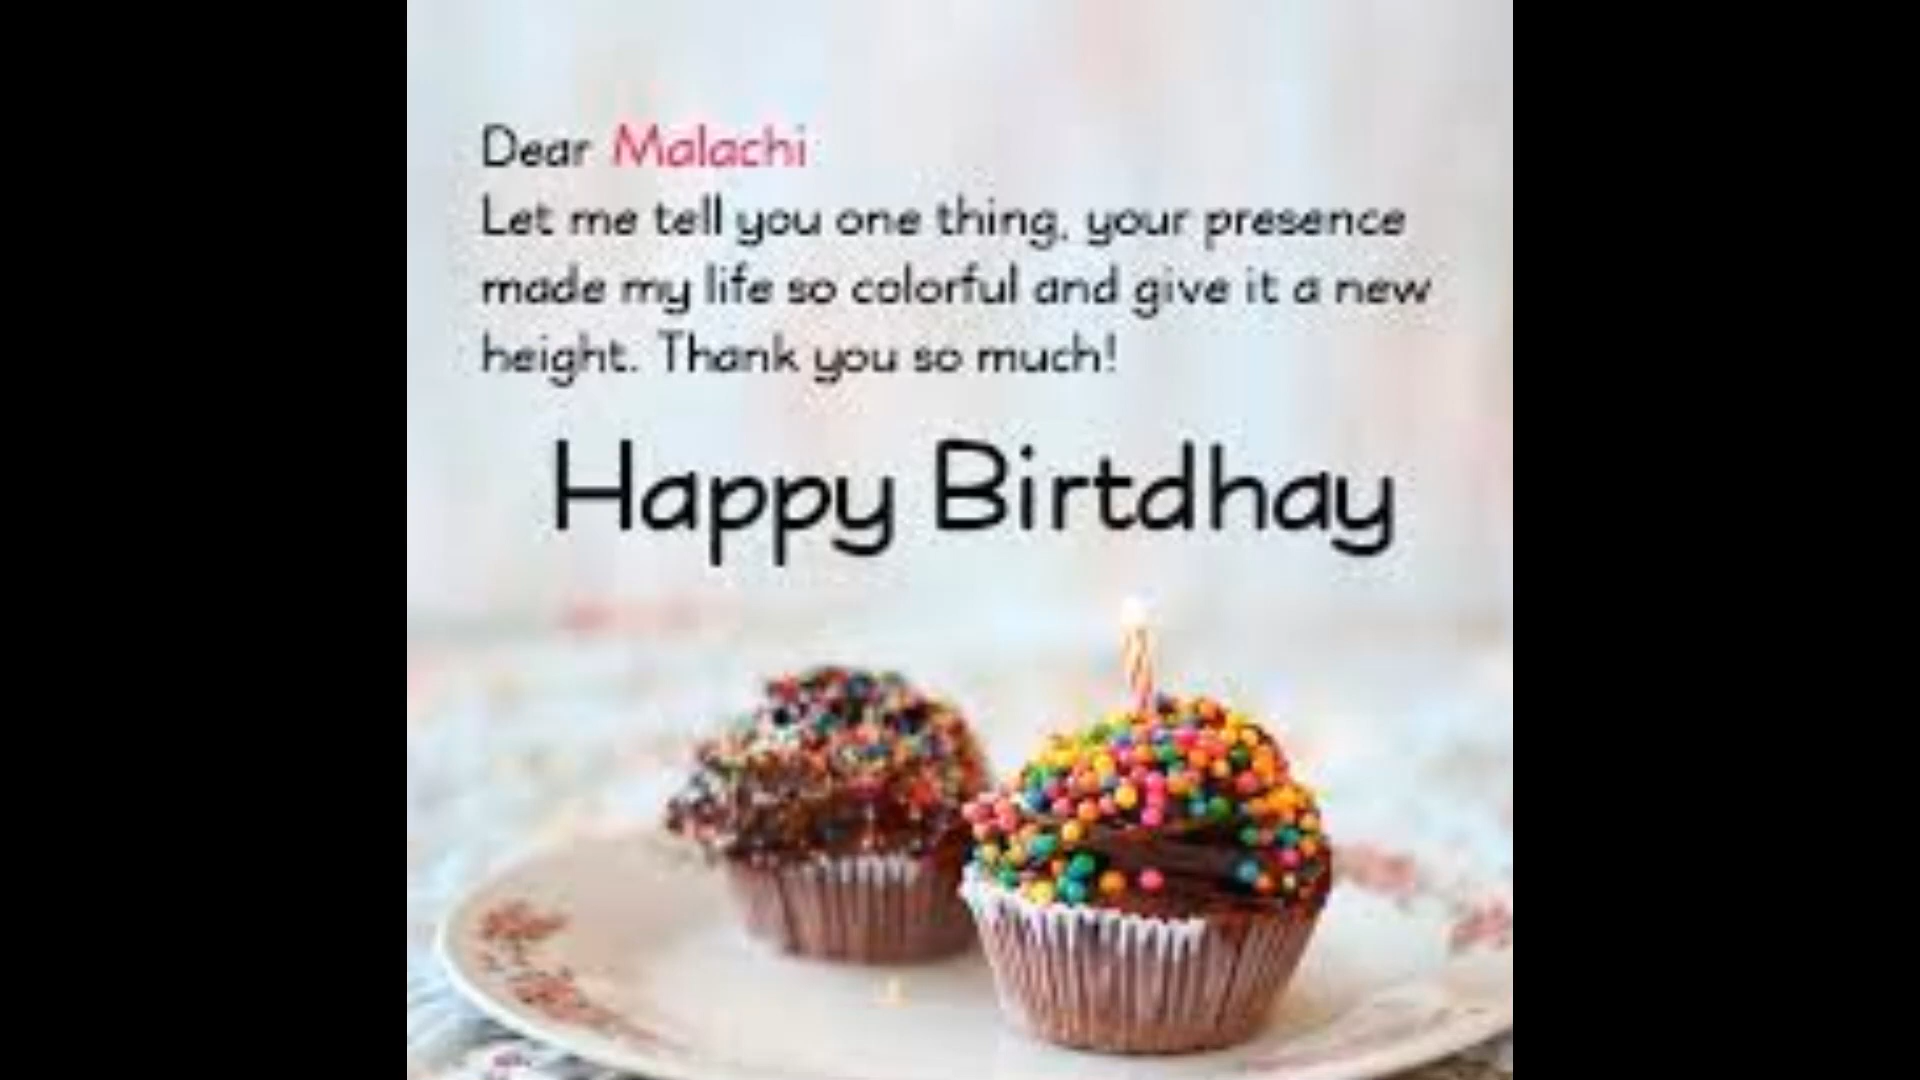 Dear Malachi
Let me tell you one thing, your presence
made my life so colorful and give it a new
height. Thank you so much!
Happy Birtdhay